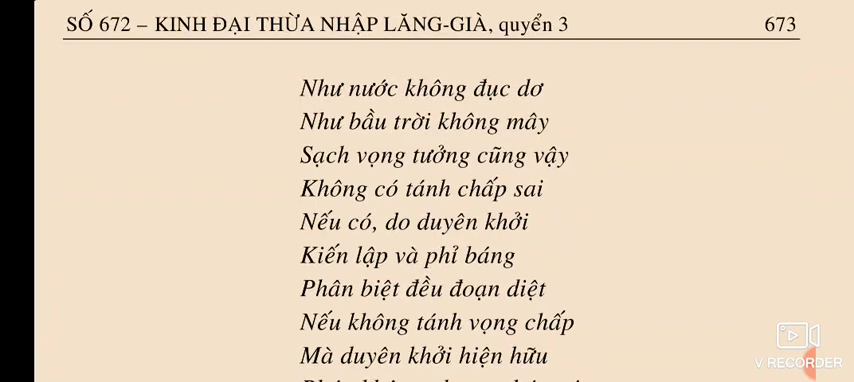 SỐ 672 – KINH ĐẠI THỪA NHẬP LĂNG-GIÀ, quyển 3 673
Như nước không đục dơ
Như bầu trời không mây
Sạch vọng tưởng cũng vậy
Không có tánh chấp sai
Nếu có, do duyên khởi
Kiến lập và phỉ báng
Phân biệt đều đoạn diệt
Nếu không tánh vọng chấp
Mà duyên khởi hiện hữu
V RECORDER